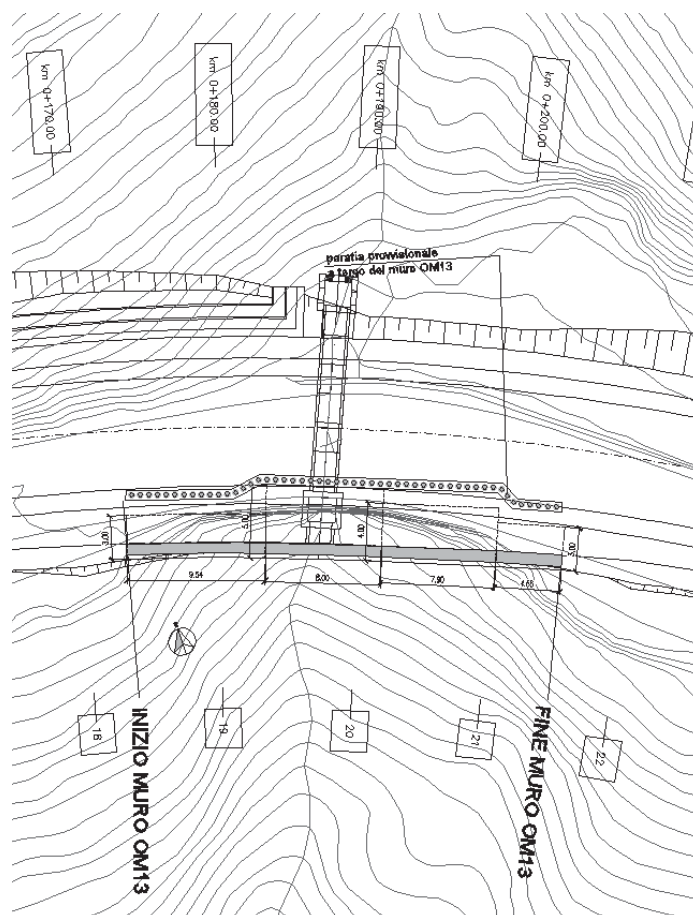 km 0+170.00
km 0+180.00
km 0+190.00
km 0+200.00
paratia provvisionale
a tergo del muro OM13
3.00
5.00
4.00
3.00
9.54
8.00
7.90
4.68
18
19
20
21
22
INIZIO MURO OM13
FINE MURO OM13